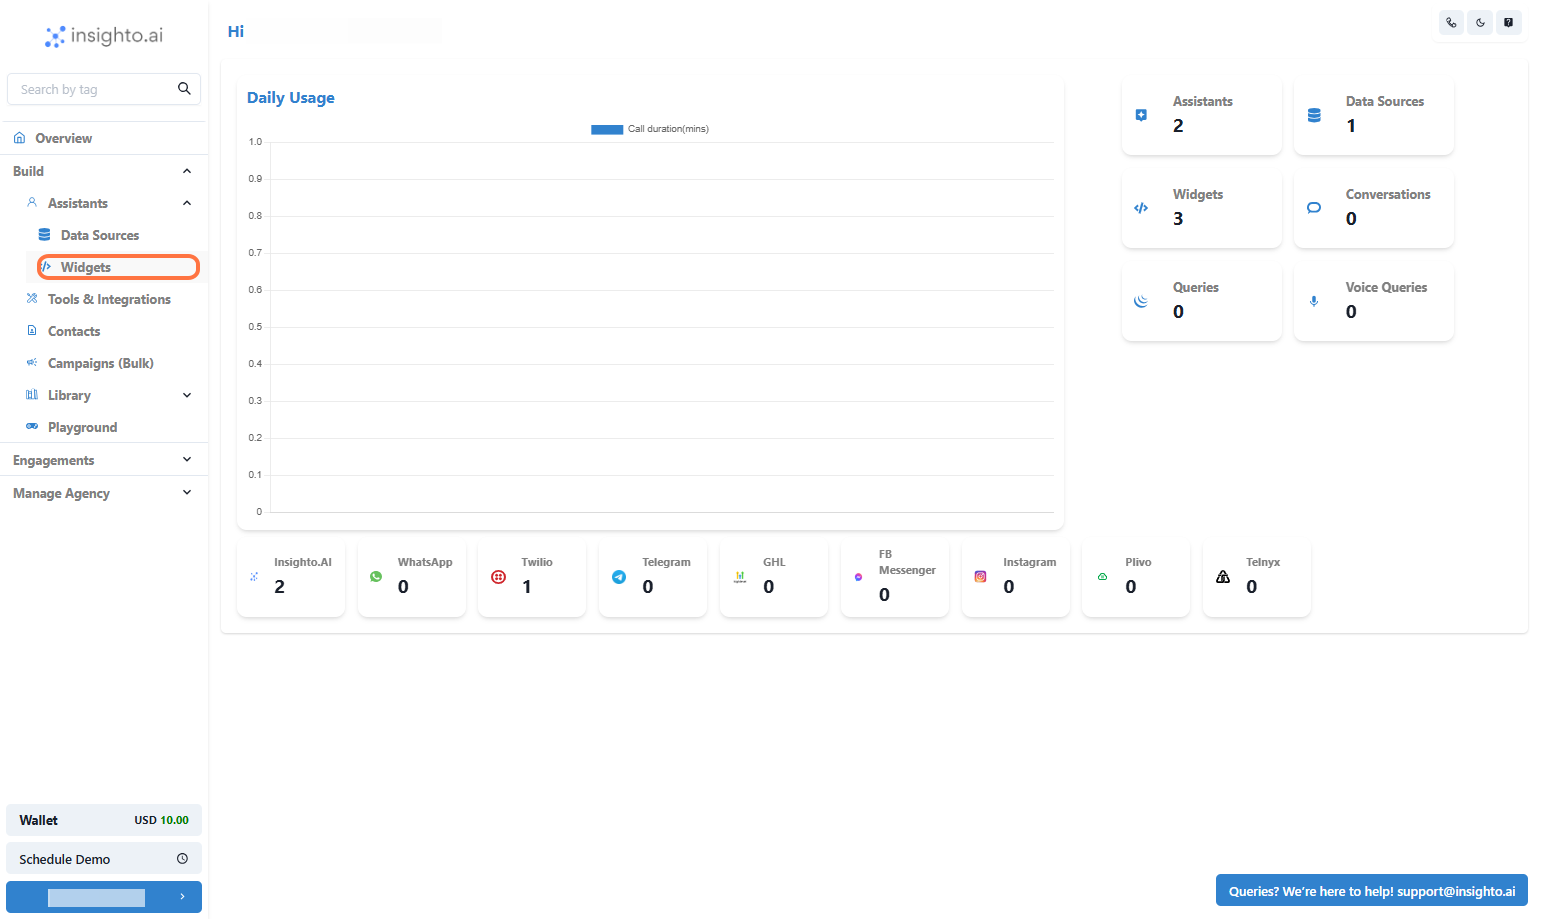 insighto.ai
Search by tag
Overview
Build
Assistants
Data Sources
Widgets
Tools & Integrations
Contacts
Campaigns (Bulk)
Library
Playground
Engagements
Manage Agency
Wallet USD 10.00
Schedule Demo
Hi
Daily Usage
Call duration(mins)
1.0
0.9
0.8
0.7
0.6
0.5
0.4
0.3
0.2
0.1
0
Assistants
2
Data Sources
1
Widgets
3
Conversations
0
Queries
0
Voice Queries
0
Insighto.AI
2
WhatsApp
0
Twilio
1
Telegram
0
GHL
0
FB
Messenger
0
Instagram
0
Plivo
0
Telnyx
0
Queries? We're here to help! support@insighto.ai